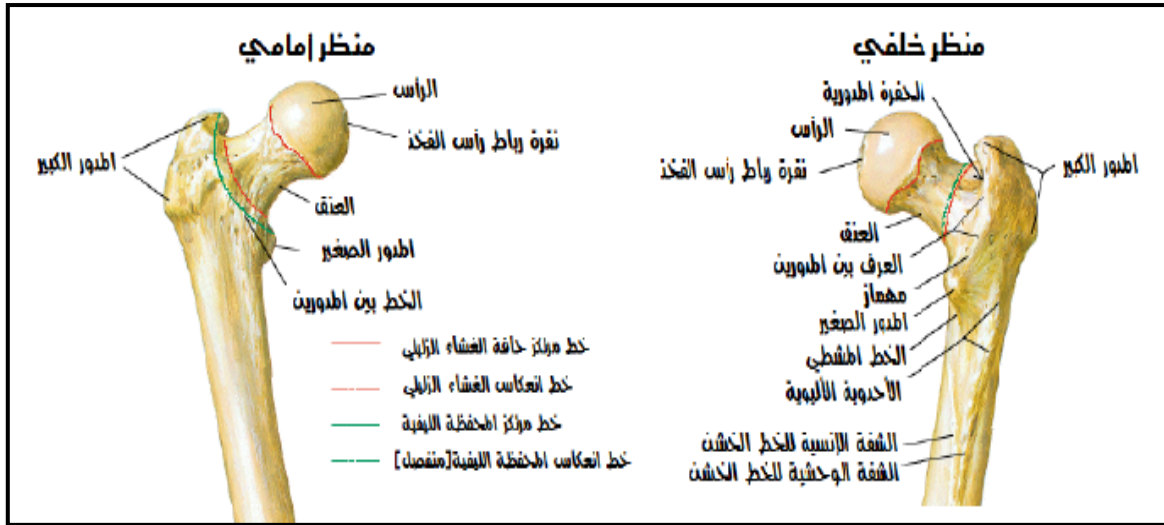 منظر خلفي
الحفرة المدورية
الرأس
المدور الكبير
نقرة رباط رأس الفخذ
العنق
العرف بين المدورين
مهماز
المدور الصغير
الخط المشطي
الأحدوبة الأليوية
الشفة الإنسية للخط الخشن
الشفة الوحشية للخط الخشن
منظر إمامي
الرأس
نقرة رباط رأس الفخذ
المدور الكبير
العنق
المدور الصغير
الخط بين المدورين
خط مرتكز حافة الغشاء الزليلي
خط انعكاس الغشاء الزليلي
خط مرتكز المحفظة الليفية
خط انعكاس المحفظة الليفية[متفصل]